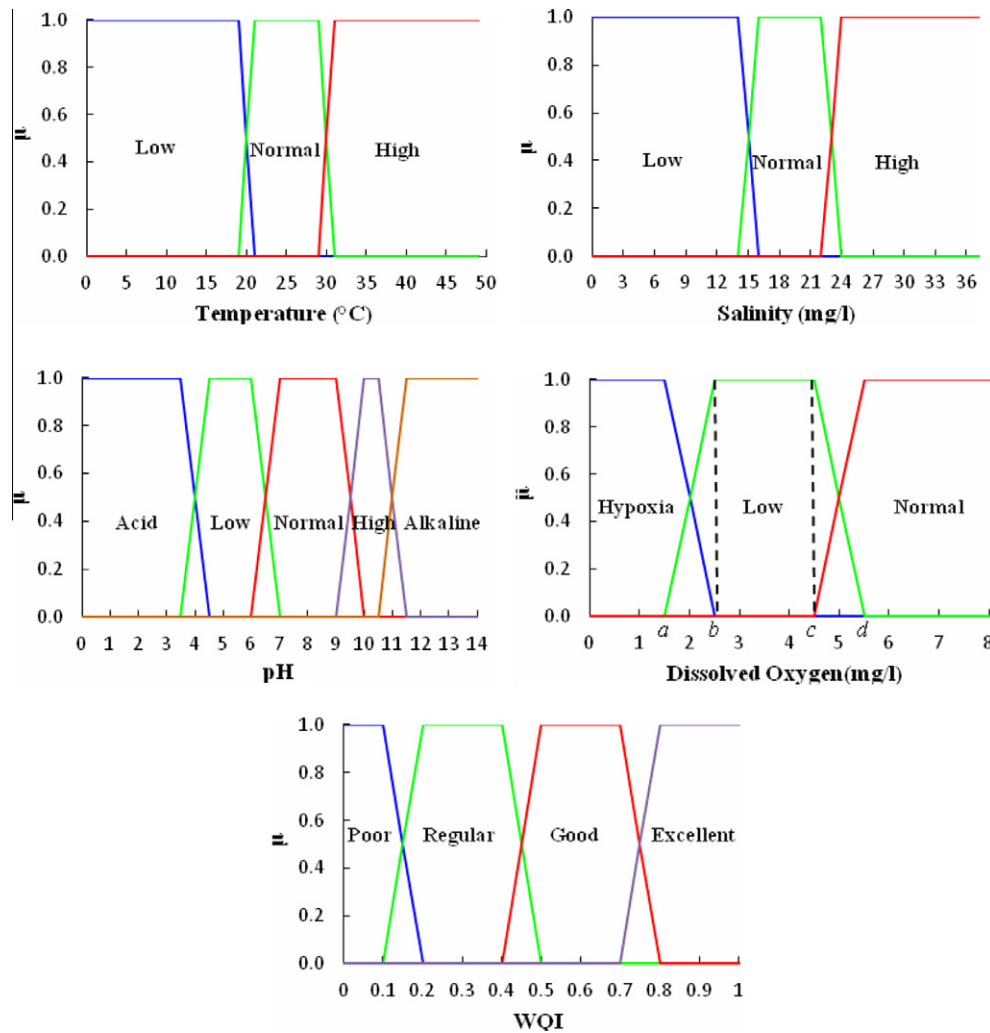 1.0
0.8
0.6
0.4
0.2
0.0
μ
Low Normal High
0 5 10 15 20 25 30 35 40 45 50
Temperature (°C)
1.0
0.8
0.6
0.4
0.2
0.0
μ
Low Normal High
0 3 6 9 12 15 18 21 24 27 30 33 36
Salinity (mg/l)
1.0
0.8
0.6
0.4
0.2
0.0
μ
Acid Low Normal High Alkaline
0 1 2 3 4 5 6 7 8 9 10 11 12 13 14
pH
1.0
0.8
0.6
0.4
0.2
0.0
μ
Hypoxia Low Normal
a b c d
0 1 2 3 4 5 6 7 8
Dissolved Oxygen(mg/l)
1.0
0.8
0.6
0.4
0.2
0.0
μ
Poor Regular Good Excellent
0 0.1 0.2 0.3 0.4 0.5 0.6 0.7 0.8 0.9 1
WQI